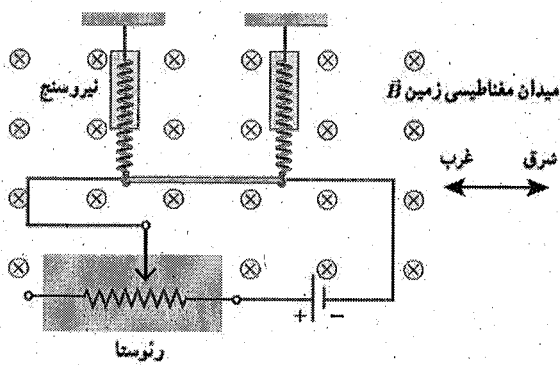 نیروسنج
میدان مغناطیسی زمین B⃗
غرب شرق
+ −
رئوستا